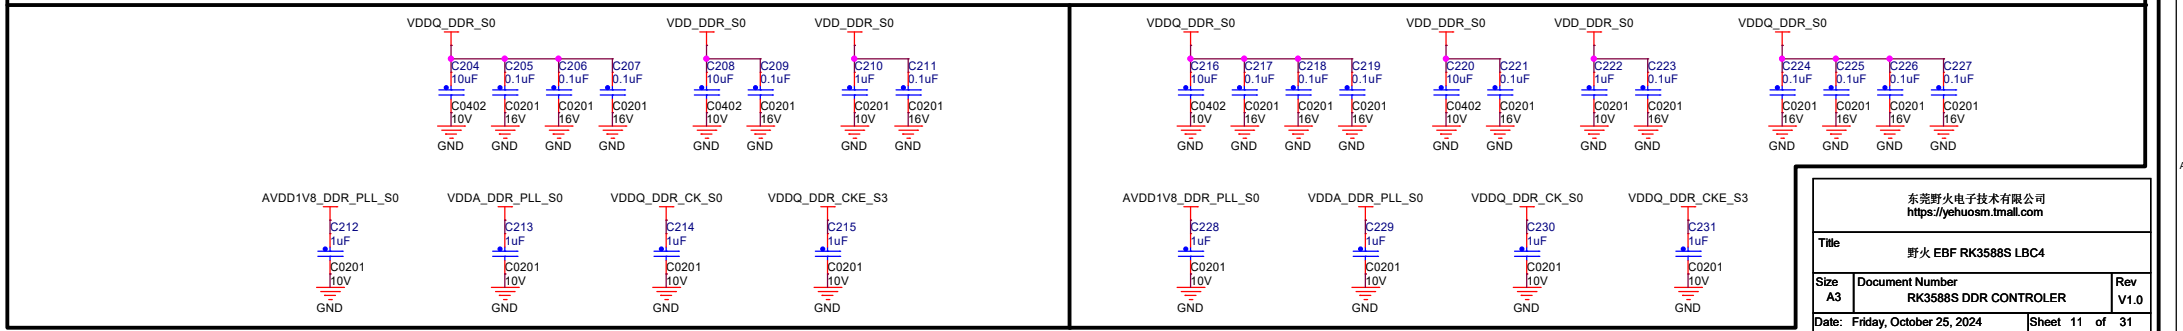 VDDQ_DDR_S0 VDD_DDR_S0 VDD_DDR_S0 VDDQ_DDR_S0 VDD_DDR_S0 VDD_DDR_S0 VDDQ_DDR_S0
C204 C205 C206 C207 C208 C209 C210 C211 C216 C217 C218 C219 C220 C221 C222 C223 C224 C225 C226 C227
10uF 0.1uF 0.1uF 0.1uF 10uF 0.1uF 1uF 0.1uF 10uF 0.1uF 0.1uF 0.1uF 10uF 0.1uF 1uF 0.1uF 0.1uF 0.1uF 0.1uF 0.1uF
C0402 C0201 C0201 C0201 C0402 C0201 C0201 C0201 C0402 C0201 C0201 C0201 C0402 C0201 C0201 C0201 C0201 C0201 C0201 C0201
10V 16V 16V 16V 10V 16V 10V 16V 10V 16V 16V 16V 10V 16V 10V 16V 16V 16V 16V 16V
GND GND GND GND GND GND GND GND GND GND GND GND GND GND GND GND GND GND GND GND
AVDD1V8_DDR_PLL_S0 VDDA_DDR_PLL_S0 VDDQ_DDR_CK_S0 VDDQ_DDR_CKE_S3 AVDD1V8_DDR_PLL_S0 VDDA_DDR_PLL_S0 VDDQ_DDR_CK_S0 VDDQ_DDR_CKE_S3
C212 C213 C214 C215 C228 C229 C230 C231
1uF 1uF 1uF 1uF 1uF 1uF 1uF 1uF
C0201 C0201 C0201 C0201 C0201 C0201 C0201 C0201
10V 10V 10V 10V 10V 10V 10V 10V
GND GND GND GND GND GND GND GND
东莞野火电子技术有限公司
https://yehuosm.tmall.com
Title
野火 EBF RK3588S LBC4
Size Document Number Rev
A3 RK3588S DDR CONTROLER V1.0
Date: Friday, October 25, 2024 Sheet 11 of 31